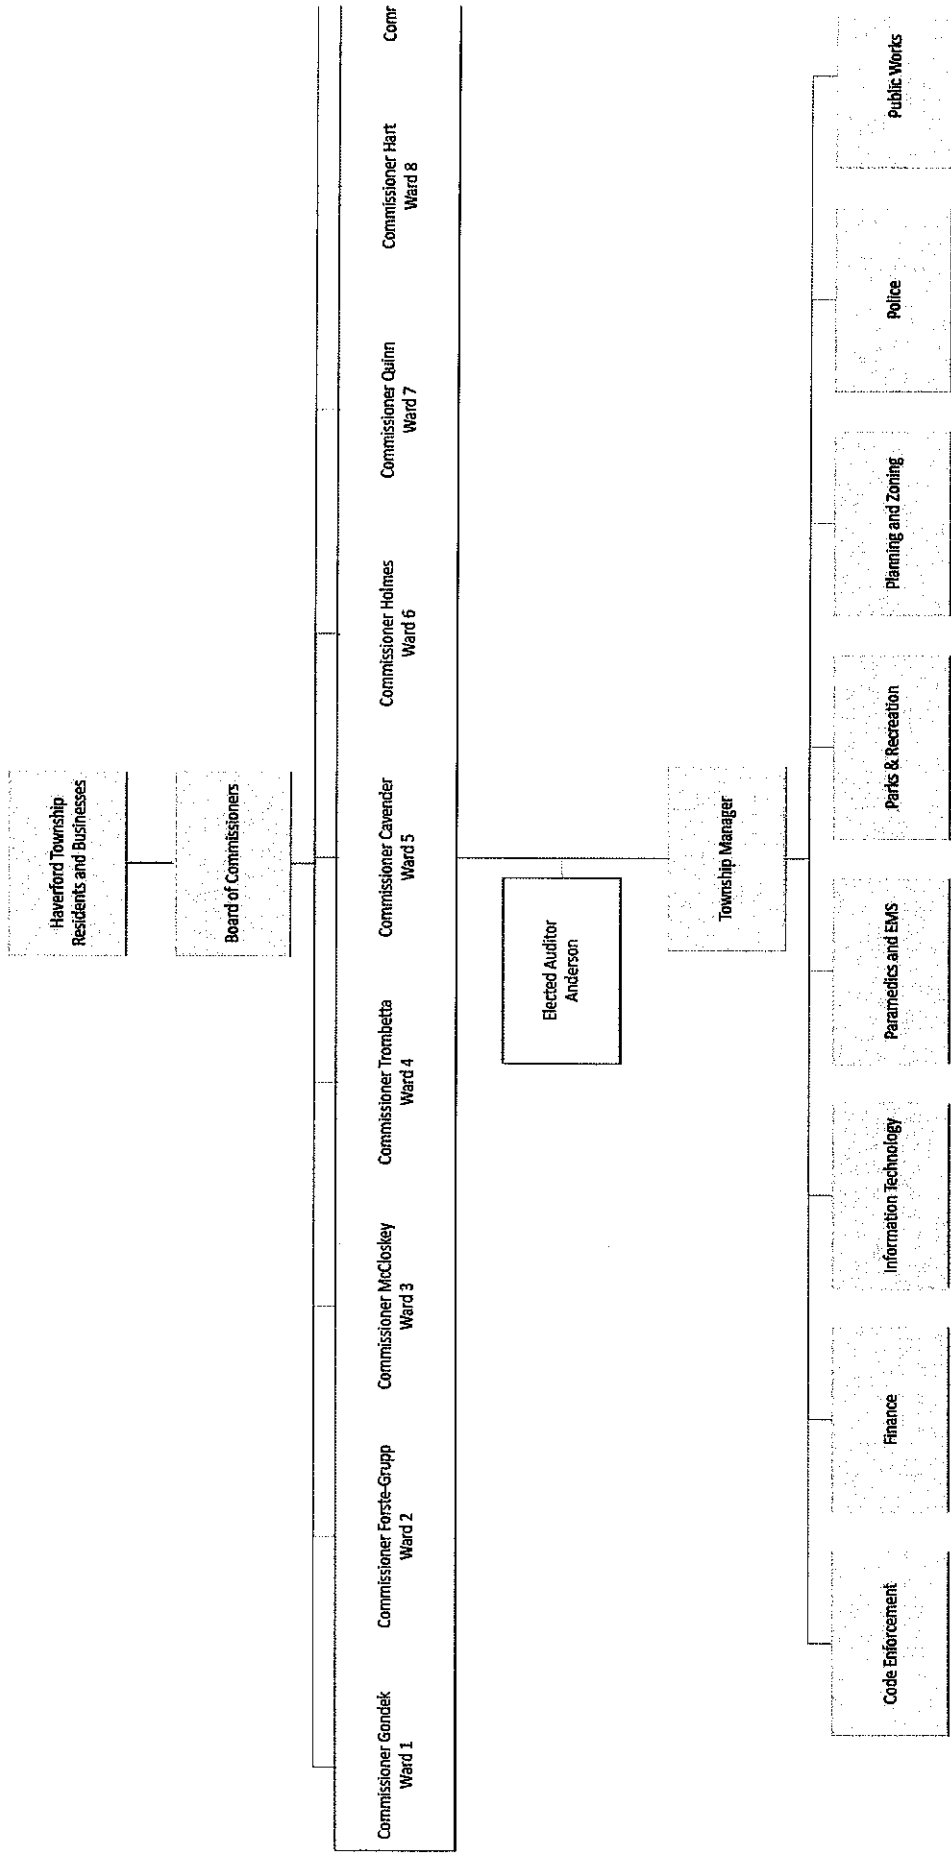 Haverford Township
Residents and Businesses
Board of Commissioners
Commissioner Gondek
Ward 1
Commissioner Forste-Grupp
Ward 2
Commissioner McCloskey
Ward 3
Commissioner Trombetta
Ward 4
Commissioner Cavender
Ward 5
Commissioner Holmes
Ward 6
Commissioner Quinn
Ward 7
Commissioner Hart
Ward 8
Comm
Elected Auditor
Anderson
Township Manager
Code Enforcement
Finance
Information Technology
Paramedics and EMS
Parks & Recreation
Planning and Zoning
Police
Public Works